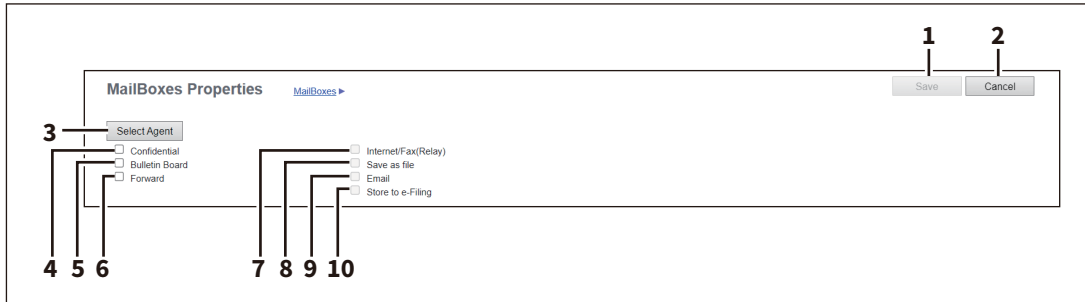 1 2
MailBoxes Properties MailBoxes ▶ Save Cancel
3 Select Agent
Confidential Internet/Fax(Relay)
Bulletin Board Save as file
Forward Email
Store to e-Filing
4 5 6 7 8 9 10